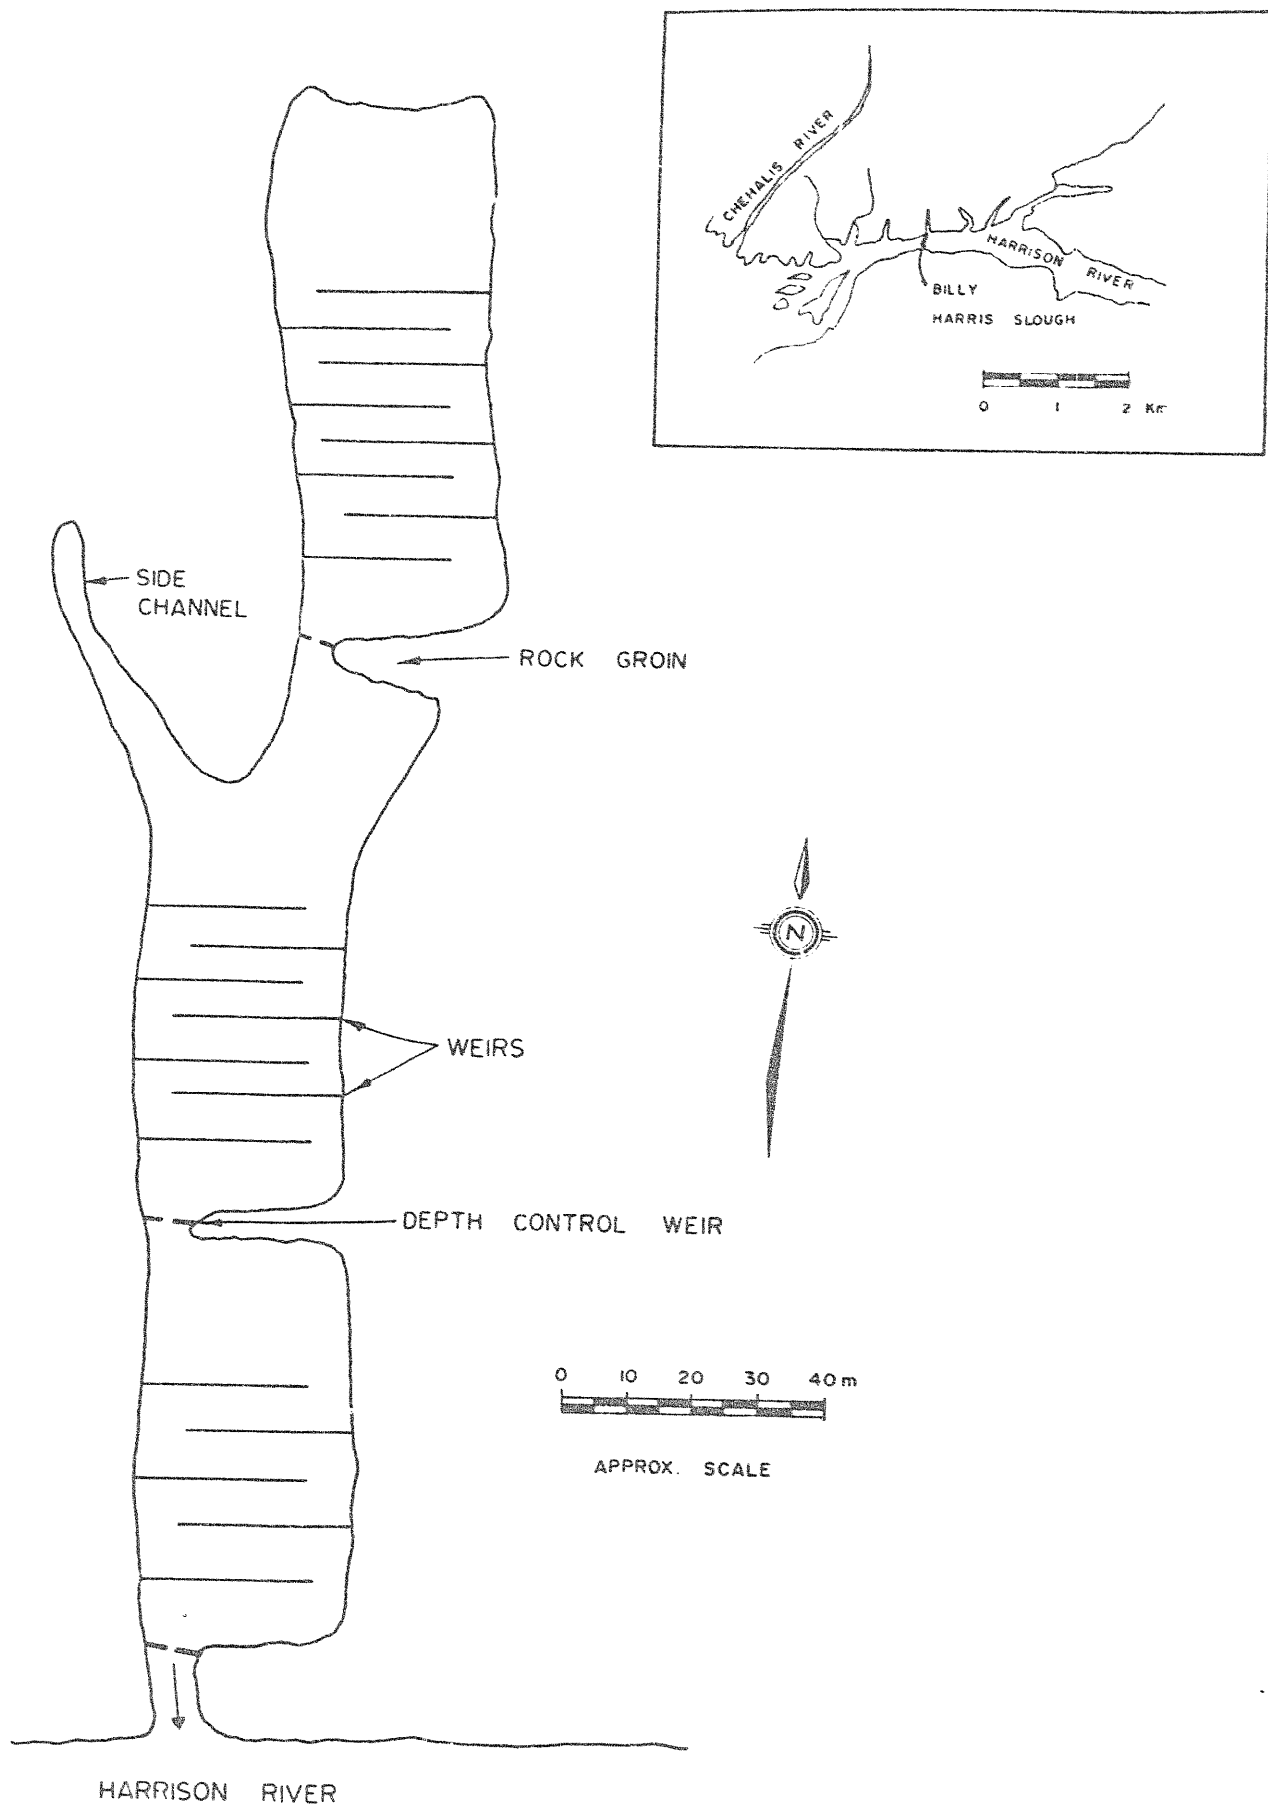 CHEHALIS RIVER
HARRISON RIVER
BILLY
HARRIS SLOUGH
0 1 2 Km
SIDE
CHANNEL
ROCK GROIN
N
WEIRS
DEPTH CONTROL WEIR
0 10 20 30 40 m
APPROX. SCALE
HARRISON RIVER